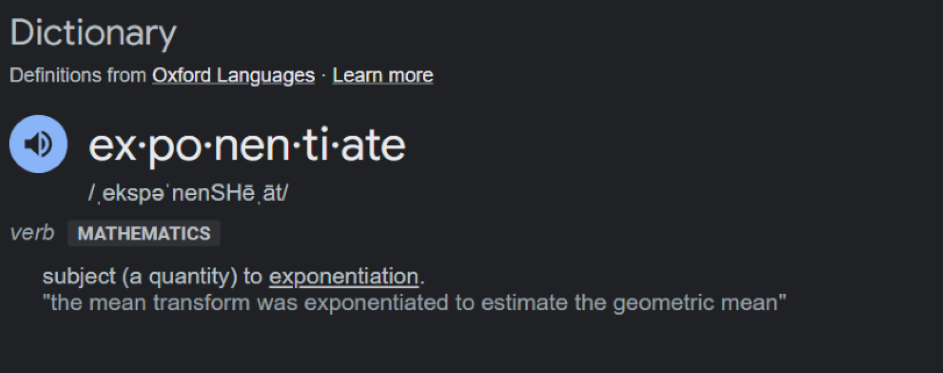 Dictionary
Definitions from Oxford Languages · Learn more
ex·po·nen·ti·ate
/ˌekspəˈnenSHēˌāt/
verb MATHEMATICS
subject (a quantity) to exponentiation.
"the mean transform was exponentiated to estimate the geometric mean"